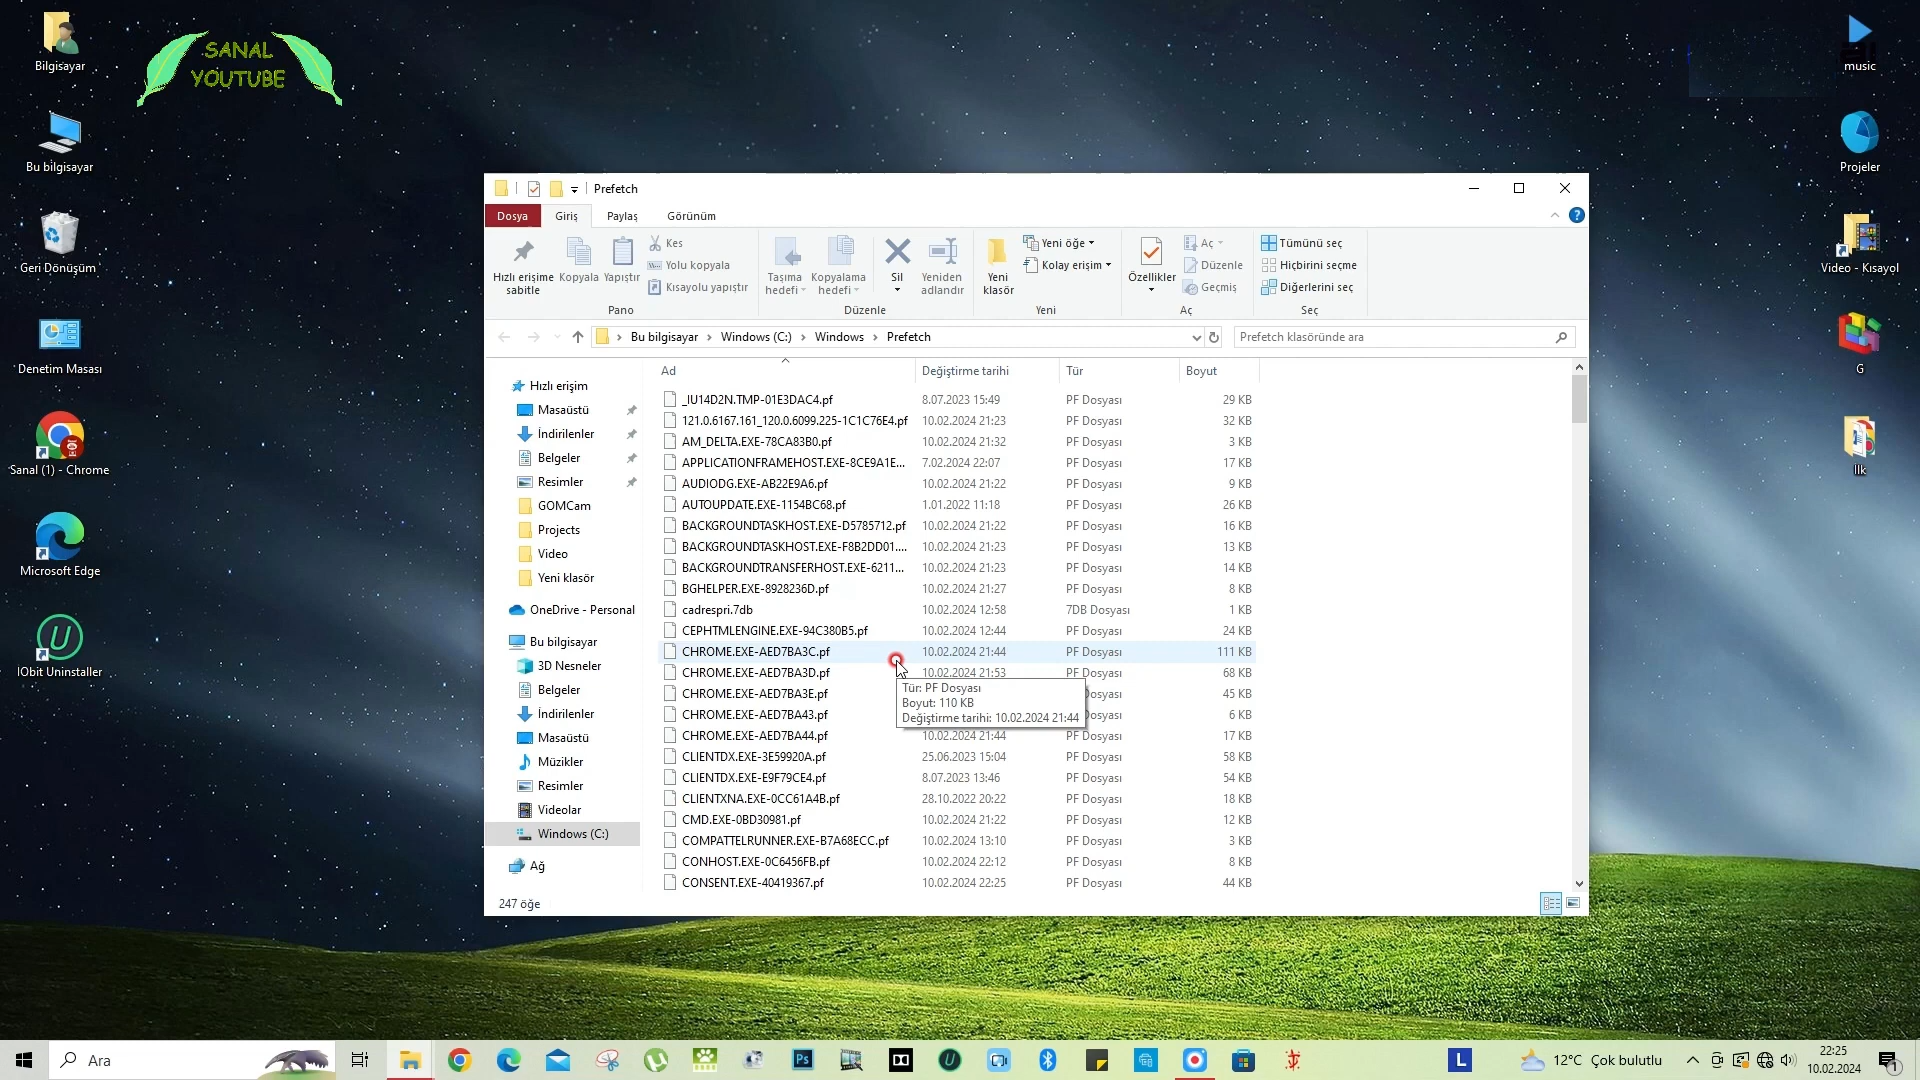 Bilgisayar
SANAL
YOUTUBE
Bu bilgisayar
Geri Dönüşüm
Denetim Masası
Sanal (1) - Chrome
Microsoft Edge
IObit Uninstaller
music
Projeler
Video - Kısayol
G
Ilk
Prefetch
Dosya Giriş Paylaş Görünüm
Hızlı erişime
sabitle
Kopyala
Yapıştır
Kes
Yolu kopyala
Kısayolu yapıştır
Pano
Taşıma
hedefi
Kopyalama
hedefi
Sil
Yeniden
adlandır
Düzenle
Yeni
klasör
Yeni öğe
Kolay erişim
Yeni
Özellikler
Aç
Düzenle
Geçmiş
Aç
Tümünü seç
Hiçbirini seçme
Diğerlerini seç
Seç
Bu bilgisayar Windows (C:) Windows Prefetch
Prefetch klasöründe ara
Hızlı erişim
Masaüstü
İndirilenler
Belgeler
Resimler
GOMCam
Projects
Video
Yeni klasör
OneDrive - Personal
Bu bilgisayar
3D Nesneler
Belgeler
İndirilenler
Masaüstü
Müzikler
Resimler
Videolar
Windows (C:)
Ağ
Ad Değiştirme tarihi Tür Boyut
_IU14D2N.TMP-01E3DAC4.pf 8.07.2023 15:49 PF Dosyası 29 KB
121.0.6167.161_120.0.6099.225-1C1C76E4.pf 10.02.2024 21:23 PF Dosyası 32 KB
AM_DELTA.EXE-78CA83B0.pf 10.02.2024 21:32 PF Dosyası 3 KB
APPLICATIONFRAMEHOST.EXE-8CE9A1E... 7.02.2024 22:07 PF Dosyası 17 KB
AUDIODG.EXE-AB22E9A6.pf 10.02.2024 21:22 PF Dosyası 9 KB
AUTOUPDATE.EXE-1154BC68.pf 1.01.2022 11:18 PF Dosyası 26 KB
BACKGROUNDTASKHOST.EXE-D5785712.pf 10.02.2024 21:22 PF Dosyası 16 KB
BACKGROUNDTASKHOST.EXE-F8B2DD01.... 10.02.2024 21:23 PF Dosyası 13 KB
BACKGROUNDTRANSFERHOST.EXE-6211... 10.02.2024 21:23 PF Dosyası 14 KB
BGHELPER.EXE-8928236D.pf 10.02.2024 21:27 PF Dosyası 8 KB
cadrespri.7db 10.02.2024 12:58 7DB Dosyası 1 KB
CEPHTMLENGINE.EXE-94C380B5.pf 10.02.2024 12:44 PF Dosyası 24 KB
CHROME.EXE-AED7BA3C.pf 10.02.2024 21:44 PF Dosyası 111 KB
CHROME.EXE-AED7BA3D.pf 10.02.2024 21:53 PF Dosyası 68 KB
CHROME.EXE-AED7BA3E.pf Dosyası 45 KB
CHROME.EXE-AED7BA43.pf Dosyası 6 KB
CHROME.EXE-AED7BA44.pf 10.02.2024 21:44 PF Dosyası 17 KB
CLIENTDX.EXE-3E59920A.pf 25.06.2023 15:04 PF Dosyası 58 KB
CLIENTDX.EXE-E9F79CE4.pf 8.07.2023 13:46 PF Dosyası 54 KB
CLIENTXNA.EXE-0CC61A4B.pf 28.10.2022 20:22 PF Dosyası 18 KB
CMD.EXE-0BD30981.pf 10.02.2024 21:22 PF Dosyası 12 KB
COMPATTELRUNNER.EXE-B7A68ECC.pf 10.02.2024 13:10 PF Dosyası 3 KB
CONHOST.EXE-0C6456FB.pf 10.02.2024 22:12 PF Dosyası 8 KB
CONSENT.EXE-40419367.pf 10.02.2024 22:25 PF Dosyası 44 KB
Tür: PF Dosyası
Boyut: 110 KB
Değiştirme tarihi: 10.02.2024 21:44
247 öğe
Ara
Ps
L
12°C Çok bulutlu
22:25
10.02.2024
1